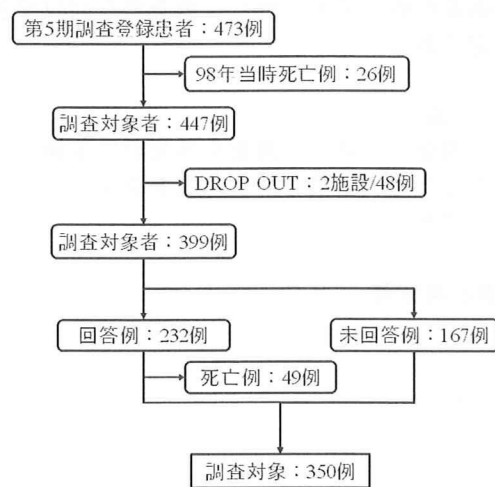 第5期調査登録患者：473例
98年当時死亡例：26例
調査対象者：447例
DROP OUT：2施設/48例
調査対象者：399例
回答例：232例
未回答例：167例
死亡例：49例
調査対象：350例